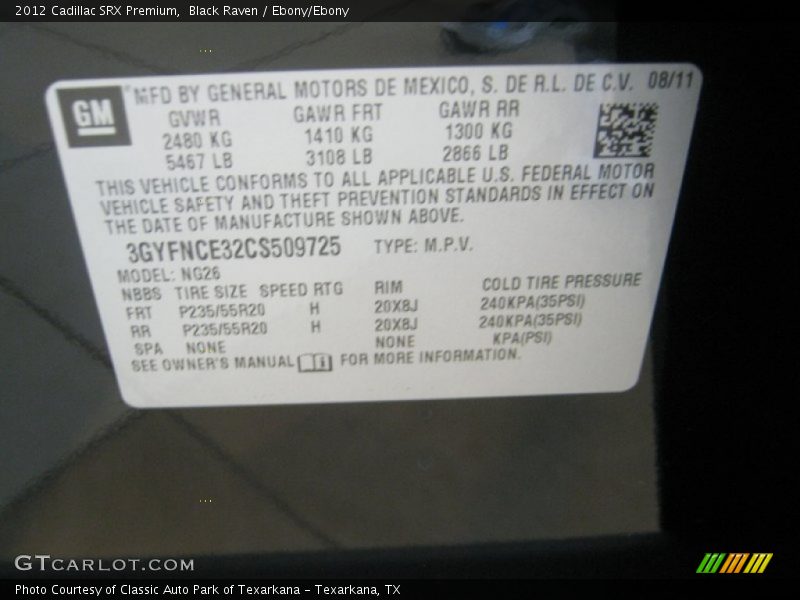 2012 Cadillac SRX Premium,  Black Raven / Ebony/Ebony
GM
MFD BY GENERAL MOTORS DE MEXICO, S. DE R.L. DE C.V. 08/11
GVWR GAWR FRT GAWR RR
2480 KG 1410 KG 1300 KG
5467 LB 3108 LB 2866 LB
THIS VEHICLE CONFORMS TO ALL APPLICABLE U.S. FEDERAL MOTOR
VEHICLE SAFETY AND THEFT PREVENTION STANDARDS IN EFFECT ON
THE DATE OF MANUFACTURE SHOWN ABOVE.
3GYFNCE32CS509725 TYPE: M.P.V.
MODEL: NG26
NBBS TIRE SIZE SPEED RTG RIM COLD TIRE PRESSURE
FRT P235/55R20 H 20X8J 240KPA(35PSI)
RR P235/55R20 H 20X8J 240KPA(35PSI)
SPA NONE NONE KPA(PSI)
SEE OWNER'S MANUAL FOR MORE INFORMATION.
GTCARLOT.COM
Photo Courtesy of Classic Auto Park of Texarkana - Texarkana, TX